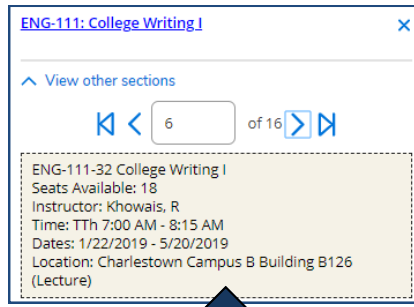 ENG-111: College Writing I
View other sections
6 of 16
ENG-111-32 College Writing I
Seats Available: 18
Instructor: Khowais, R
Time: TTh 7:00 AM - 8:15 AM
Dates: 1/22/2019 - 5/20/2019
Location: Charlestown Campus B Building B126
(Lecture)